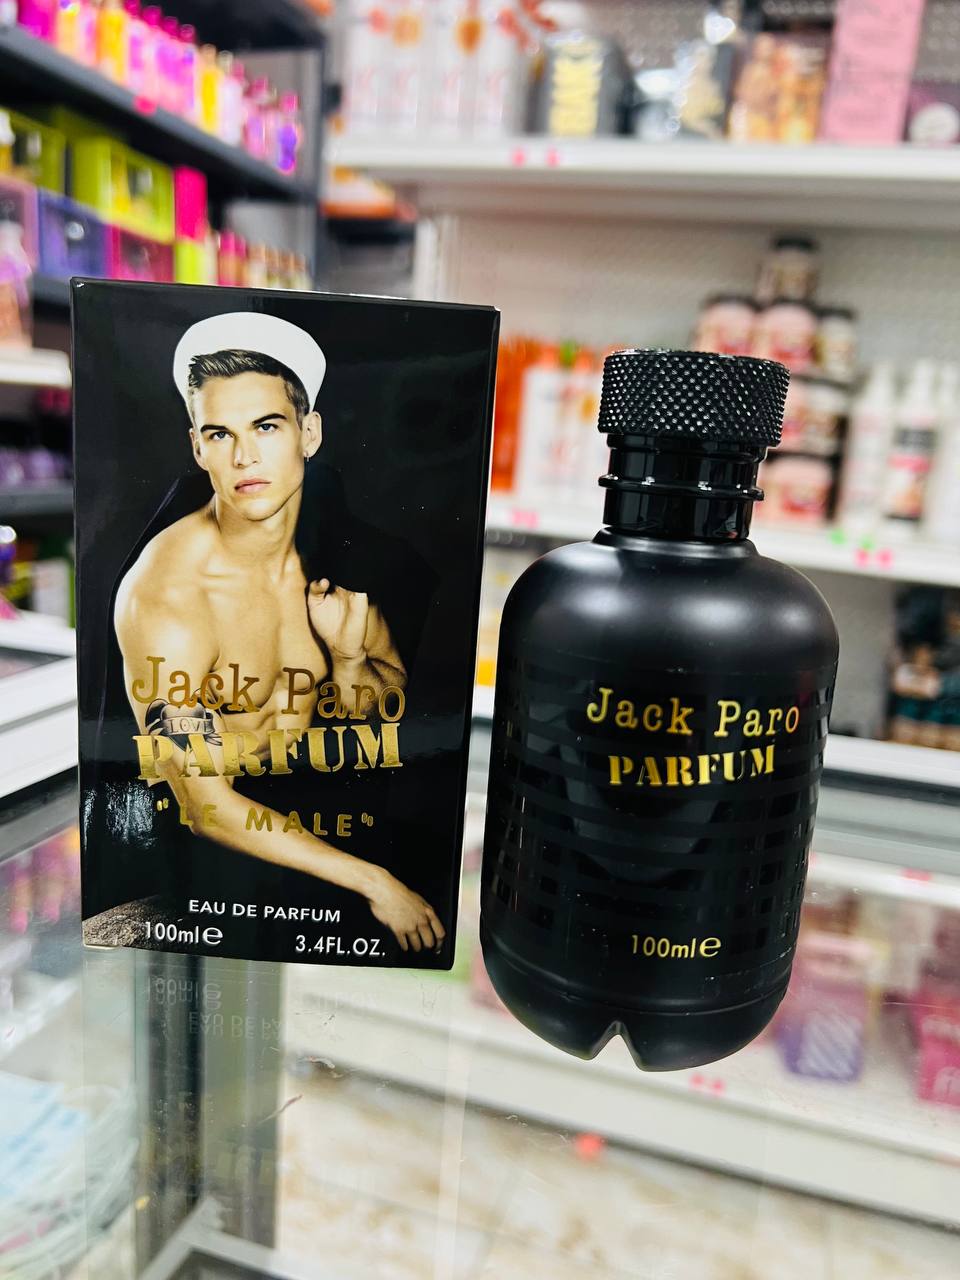 Jack Paro
LOVE
PARFUM
"LE MALE"
EAU DE PARFUM
100ml e
3.4FL.OZ.
Jack Paro
PARFUM
100ml e